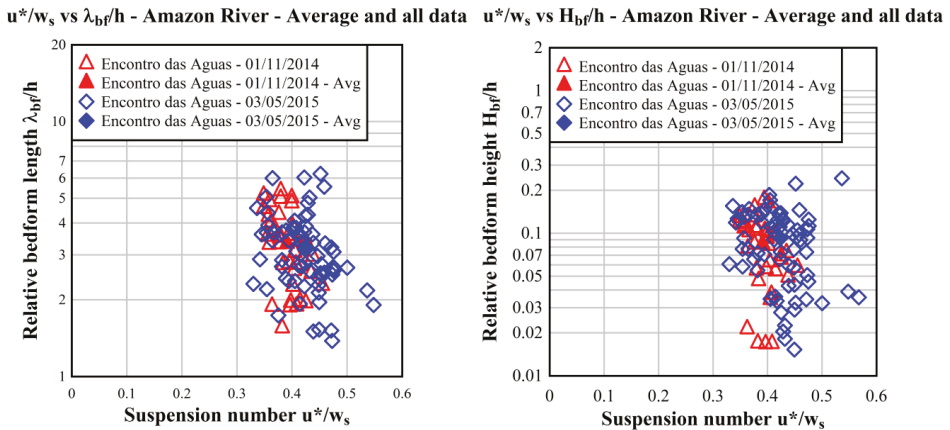 u*/ws vs λbf/h - Amazon River - Average and all data
20
10
7
6
5
4
3
2
1
Relative bedform length λbf/h
Encontro das Aguas - 01/11/2014
Encontro das Aguas - 01/11/2014 - Avg
Encontro das Aguas - 03/05/2015
Encontro das Aguas - 03/05/2015 - Avg
0 0.1 0.2 0.3 0.4 0.5 0.6
Suspension number u*/ws
u*/ws vs Hbf/h - Amazon River - Average and all data
2
1
0.7
0.5
0.3
0.2
0.1
0.07
0.05
0.03
0.02
0.01
Relative bedform height Hbf/h
Encontro das Aguas - 01/11/2014
Encontro das Aguas - 01/11/2014 - Avg
Encontro das Aguas - 03/05/2015
Encontro das Aguas - 03/05/2015 - Avg
0 0.1 0.2 0.3 0.4 0.5 0.6
Suspension number u*/ws